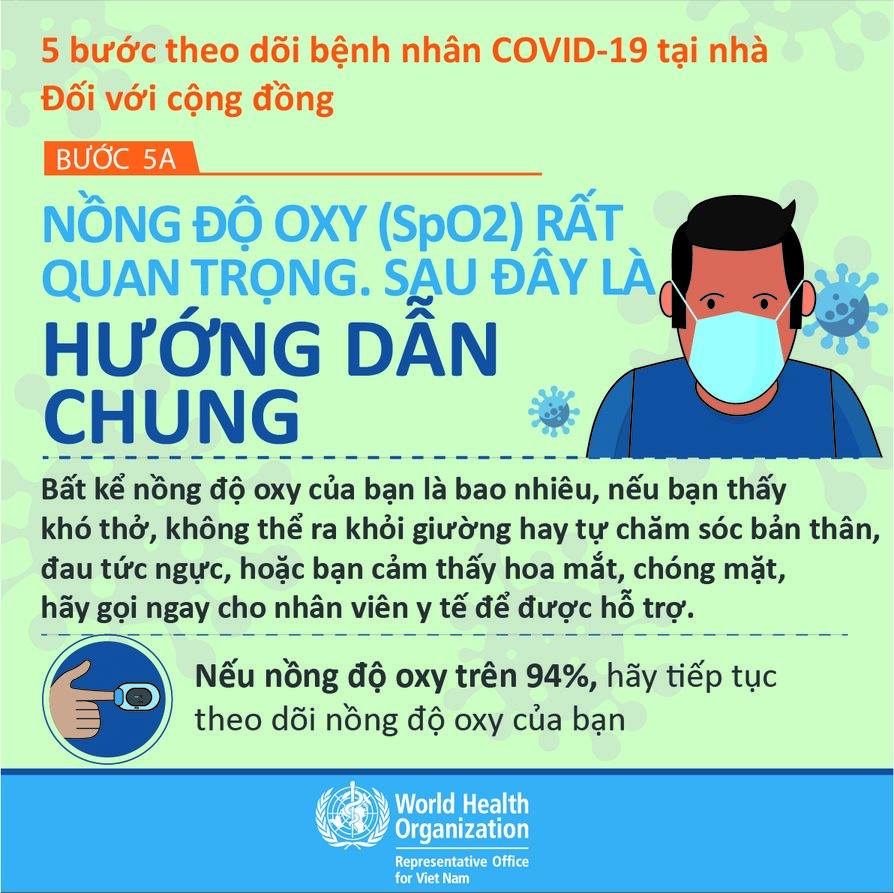 5 bước theo dõi bệnh nhân COVID-19 tại nhà
Đối với cộng đồng
BƯỚC 5A
NỒNG ĐỘ OXY (SpO2) RẤT
QUAN TRỌNG. SAU ĐÂY LÀ
HƯỚNG DẪN
CHUNG
Bất kể nồng độ oxy của bạn là bao nhiêu, nếu bạn thấy
khó thở, không thể ra khỏi giường hay tự chăm sóc bản thân,
đau tức ngực, hoặc bạn cảm thấy hoa mắt, chóng mặt,
hãy gọi ngay cho nhân viên y tế để được hỗ trợ.
Nếu nồng độ oxy trên 94%, hãy tiếp tục
theo dõi nồng độ oxy của bạn
World Health
Organization
Representative Office
for Viet Nam